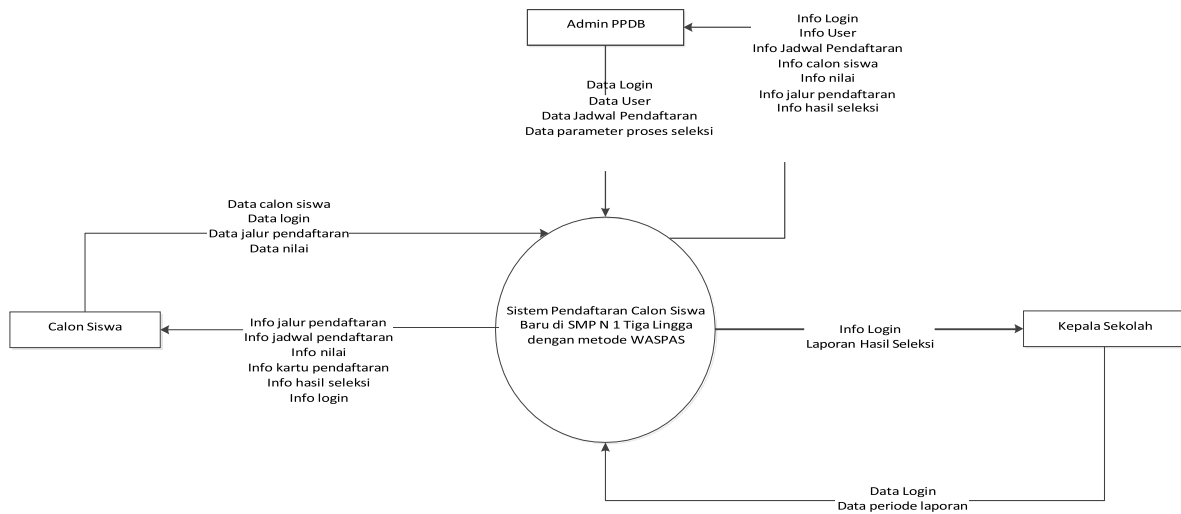 Admin PPDB
Info Login
Info User
Info Jadwal Pendaftaran
Info calon siswa
Info nilai
Info jalur pendaftaran
Info hasil seleksi
Data Login
Data User
Data Jadwal Pendaftaran
Data parameter proses seleksi
Data calon siswa
Data login
Data jalur pendaftaran
Data nilai
Calon Siswa
Info jalur pendaftaran
Info jadwal pendaftaran
Info nilai
Info kartu pendaftaran
Info hasil seleksi
Info login
Sistem Pendaftaran Calon Siswa
Baru di SMP N 1 Tiga Lingga
dengan metode WASPAS
Info Login
Laporan Hasil Seleksi
Kepala Sekolah
Data Login
Data periode laporan